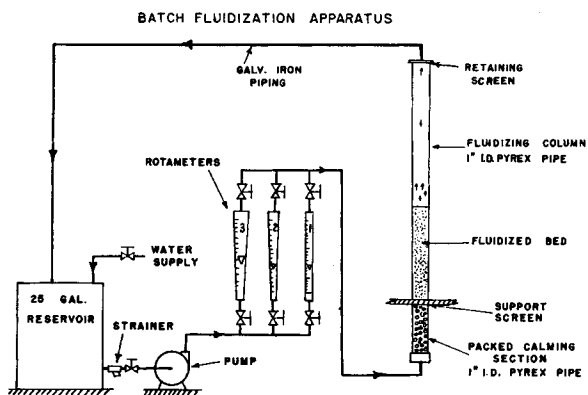 BATCH FLUIDIZATION APPARATUS
GALV. IRON
PIPING
RETAINING
SCREEN
FLUIDIZING COLUMN
1" I.D. PYREX PIPE
ROTAMETERS
3
2
1
WATER
SUPPLY
FLUIDIZED BED
25 GAL.
RESERVOIR
STRAINER
PUMP
SUPPORT
SCREEN
PACKED CALMING
SECTION
1" I.D. PYREX PIPE